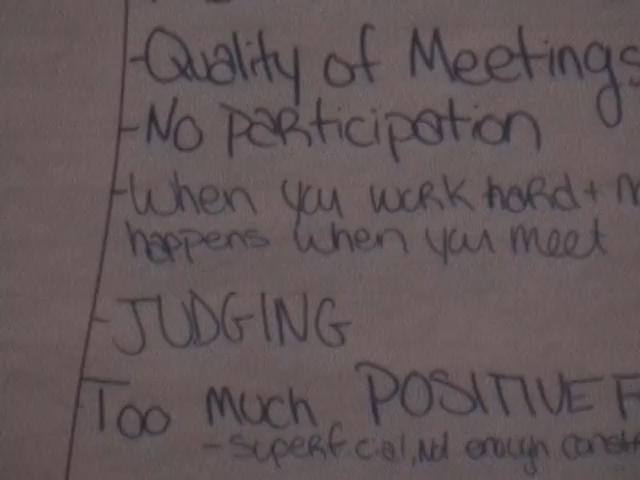 -Quality of Meetings
-No participation
-When you work hard +
happens when you meet
-JUDGING
Too Much POSITIVE F
-superficial, not enough const